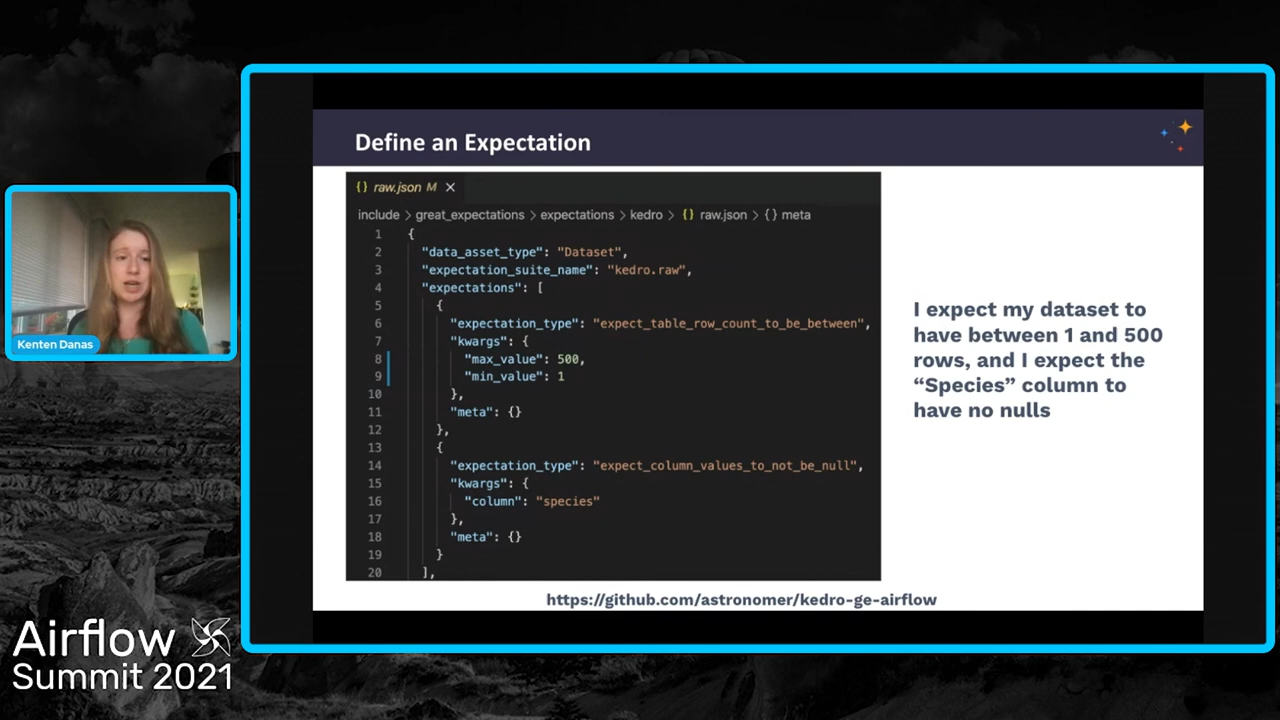 Define an Expectation
{} raw.json M ×
include > great_expectations > expectations > kedro > {} raw.json > {} meta
1 {
2 "data_asset_type": "Dataset",
3 "expectation_suite_name": "kedro.raw",
4 "expectations": [
5 {
6 "expectation_type": "expect_table_row_count_to_be_between",
7 "kwargs": {
8 "max_value": 500,
9 "min_value": 1
10 },
11 "meta": {}
12 },
13 {
14 "expectation_type": "expect_column_values_to_not_be_null",
15 "kwargs": {
16 "column": "species"
17 },
18 "meta": {}
19 }
20 ],
I expect my dataset to
have between 1 and 500
rows, and I expect the
“Species” column to
have no nulls
https://github.com/astronomer/kedro-ge-airflow
Kenten Danas
Airflow
Summit 2021